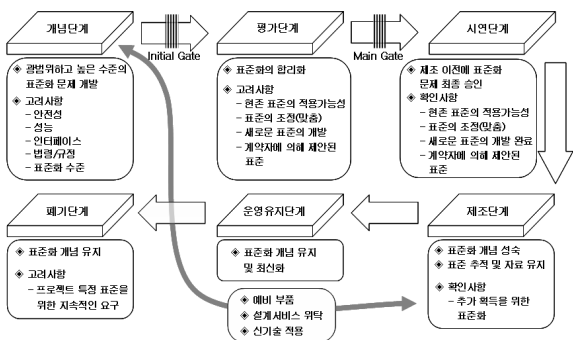 개념단계
Initial Gate
평가단계
Main Gate
시연단계
◈ 광범위하고 높은 수준의
표준화 문제 개발
◈ 고려사항
- 안전성
- 성능
- 인터페이스
- 법령/규정
- 표준화 수준
◈ 표준화의 합리화
◈ 고려사항
- 현존 표준의 적용가능성
- 표준의 조정(맞춤)
- 새로운 표준의 개발
- 계약자에 의해 제안된
표준
◈ 제조 이전에 표준화
문제 최종 승인
◈ 확인사항
- 현존 표준의 적용가능성
- 표준의 조정(맞춤)
- 새로운 표준의 개발 완료
- 계약자에 의해 제안된
표준
폐기단계
운영유지단계
제조단계
◈ 표준화 개념 유지
◈ 고려사항
- 프로젝트 특정 표준을
위한 지속적인 요구
◈ 표준화 개념 유지
및 최신화
◈ 표준화 개념 성숙
◈ 표준 추적 및 자료 유지
◈ 확인사항
- 추가 획득을 위한
표준화
◈ 예비 부품
◈ 설계서비스 위탁
◈ 신기술 적용